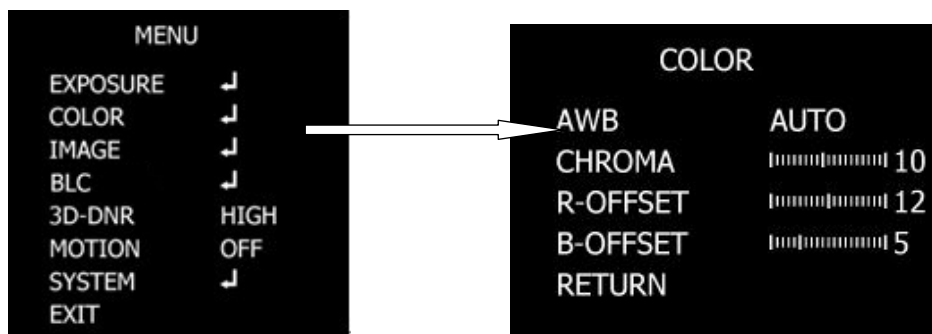 MENU
EXPOSURE ↲
COLOR ↲
IMAGE ↲
BLC ↲
3D-DNR HIGH
MOTION OFF
SYSTEM ↲
EXIT
COLOR
AWB AUTO
CHROMA 10
R-OFFSET 12
B-OFFSET 5
RETURN